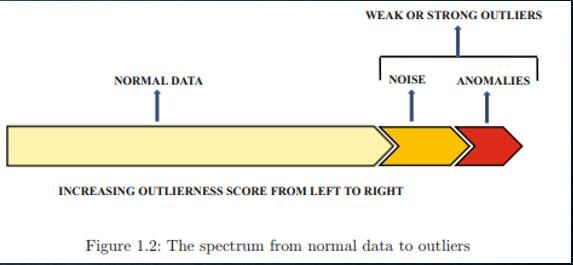 WEAK OR STRONG OUTLIERS
NORMAL DATA
NOISE
ANOMALIES
INCREASING OUTLIERNESS SCORE FROM LEFT TO RIGHT
Figure 1.2: The spectrum from normal data to outliers